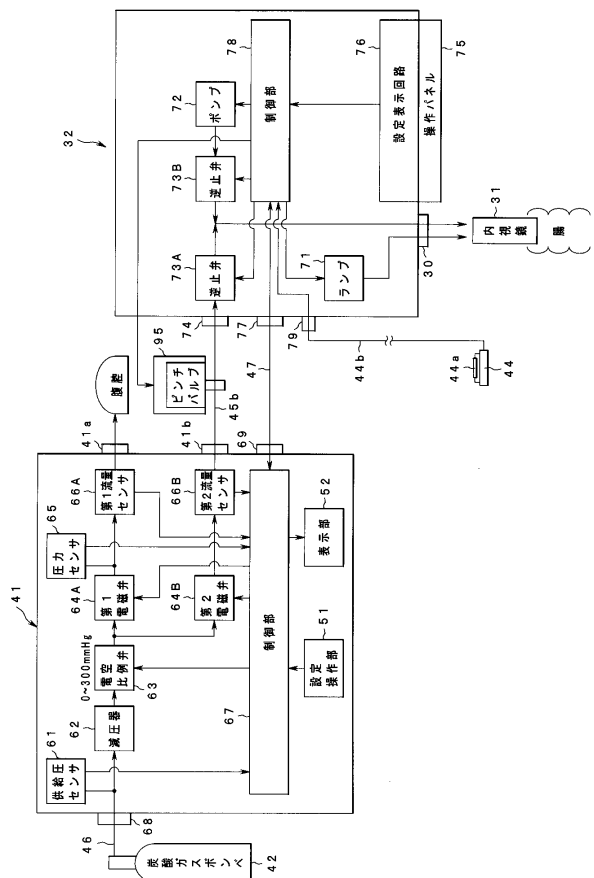 32
72
ポンプ
78
制御部
76
設定表示回路
75
操作パネル
73B
逆止弁
73A
逆止弁
71
ランプ
74
77
79
30
31
内視鏡
腸
44b
44a
44
47
腹腔
95
ピンチバルブ
45b
41a
41b
69
41
65
圧力センサ
66A
第1流量センサ
66B
第2流量センサ
64A
第1電磁弁
64B
第2電磁弁
52
表示部
51
設定操作部
67
制御部
0~300mmHg
電空比例弁
63
62
減圧器
61
供給圧センサ
68
46
炭酸ガスボンベ
42